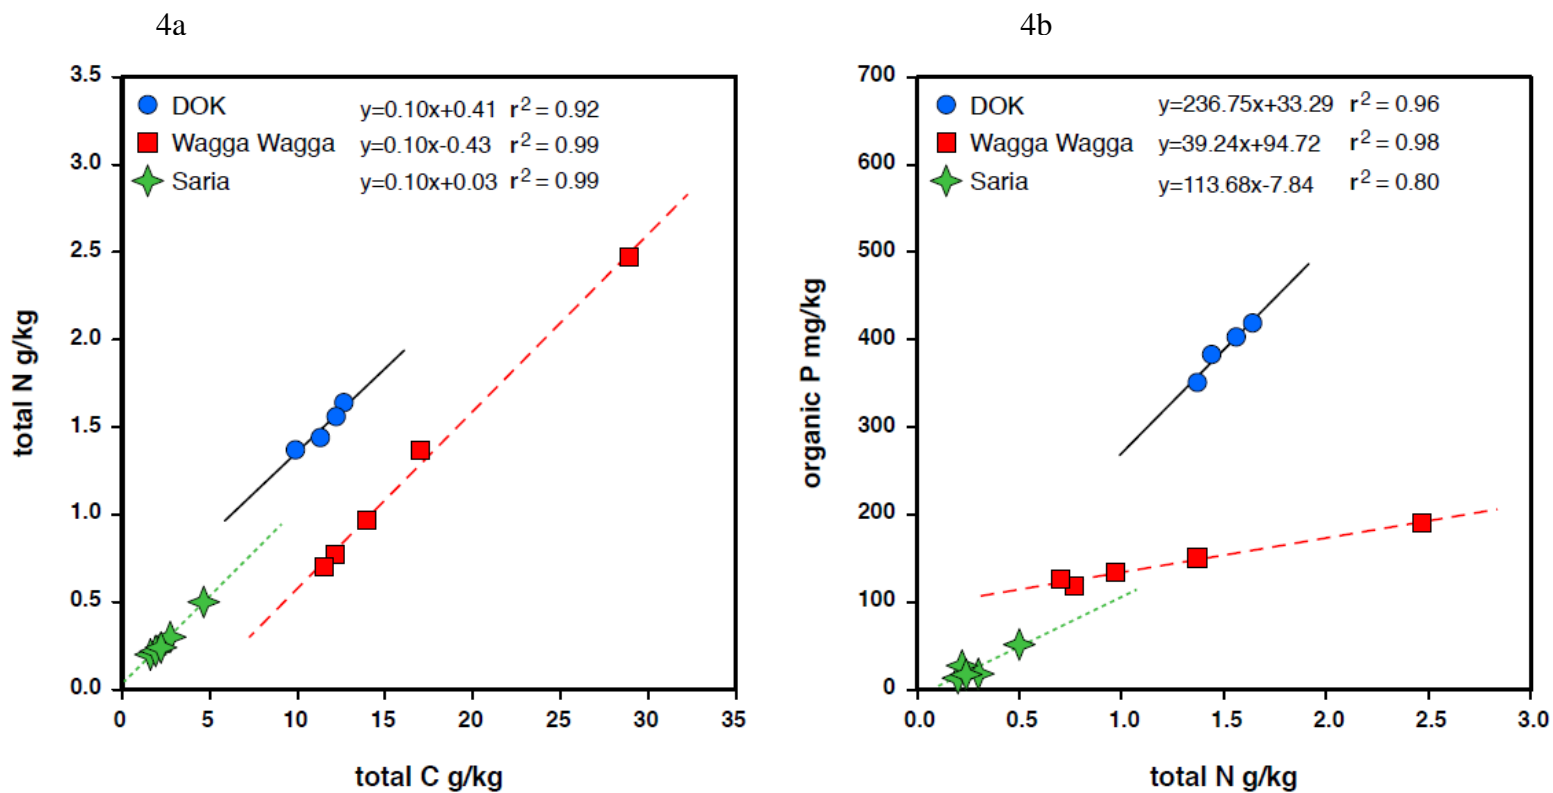 4a
4b
3.5
3.0
2.5
2.0
1.5
1.0
0.5
0.0
total N g/kg
DOK y=0.10x+0.41 r² = 0.92
Wagga Wagga y=0.10x-0.43 r² = 0.99
Saria y=0.10x+0.03 r² = 0.99
0 5 10 15 20 25 30 35
total C g/kg
700
600
500
400
300
200
100
0
organic P mg/kg
DOK y=236.75x+33.29 r² = 0.96
Wagga Wagga y=39.24x+94.72 r² = 0.98
Saria y=113.68x-7.84 r² = 0.80
0.0 0.5 1.0 1.5 2.0 2.5 3.0
total N g/kg